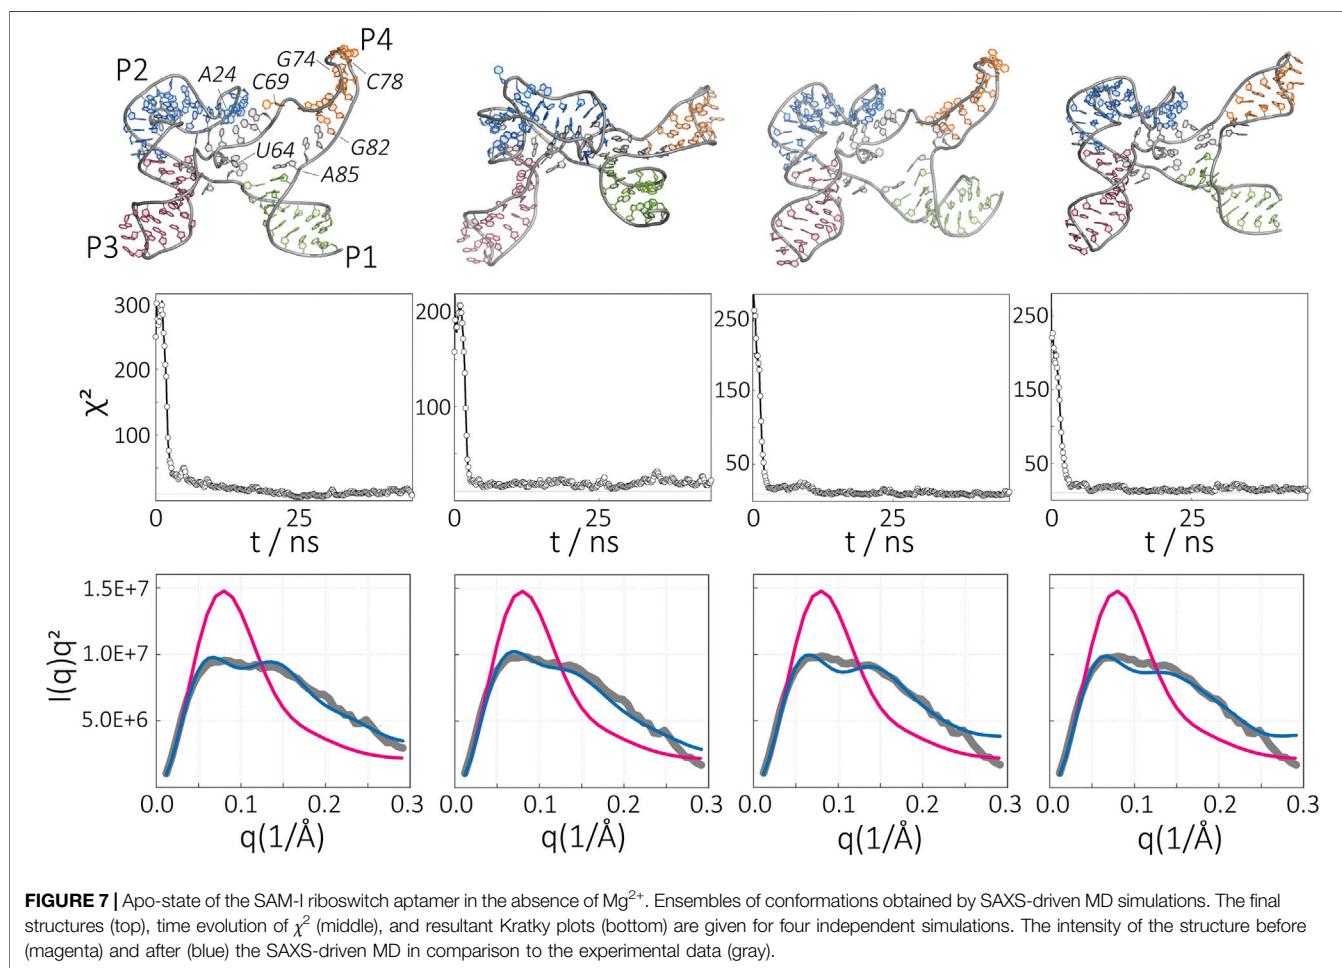 P4
G74
P2
A24
C69
C78
U64
G82
A85
P3
P1
300
200
100
χ²
0
25
t / ns
200
100
0
25
t / ns
250
150
50
0
25
t / ns
250
150
50
0
25
t / ns
1.5E+7
1.0E+7
5.0E+6
I(q)q²
0.0 0.1 0.2 0.3
q(1/Å)
0.0 0.1 0.2 0.3
q(1/Å)
0.0 0.1 0.2 0.3
q(1/Å)
0.0 0.1 0.2 0.3
q(1/Å)
FIGURE 7 | Apo-state of the SAM-I riboswitch aptamer in the absence of Mg²⁺. Ensembles of conformations obtained by SAXS-driven MD simulations. The final
structures (top), time evolution of χ² (middle), and resultant Kratky plots (bottom) are given for four independent simulations. The intensity of the structure before
(magenta) and after (blue) the SAXS-driven MD in comparison to the experimental data (gray).